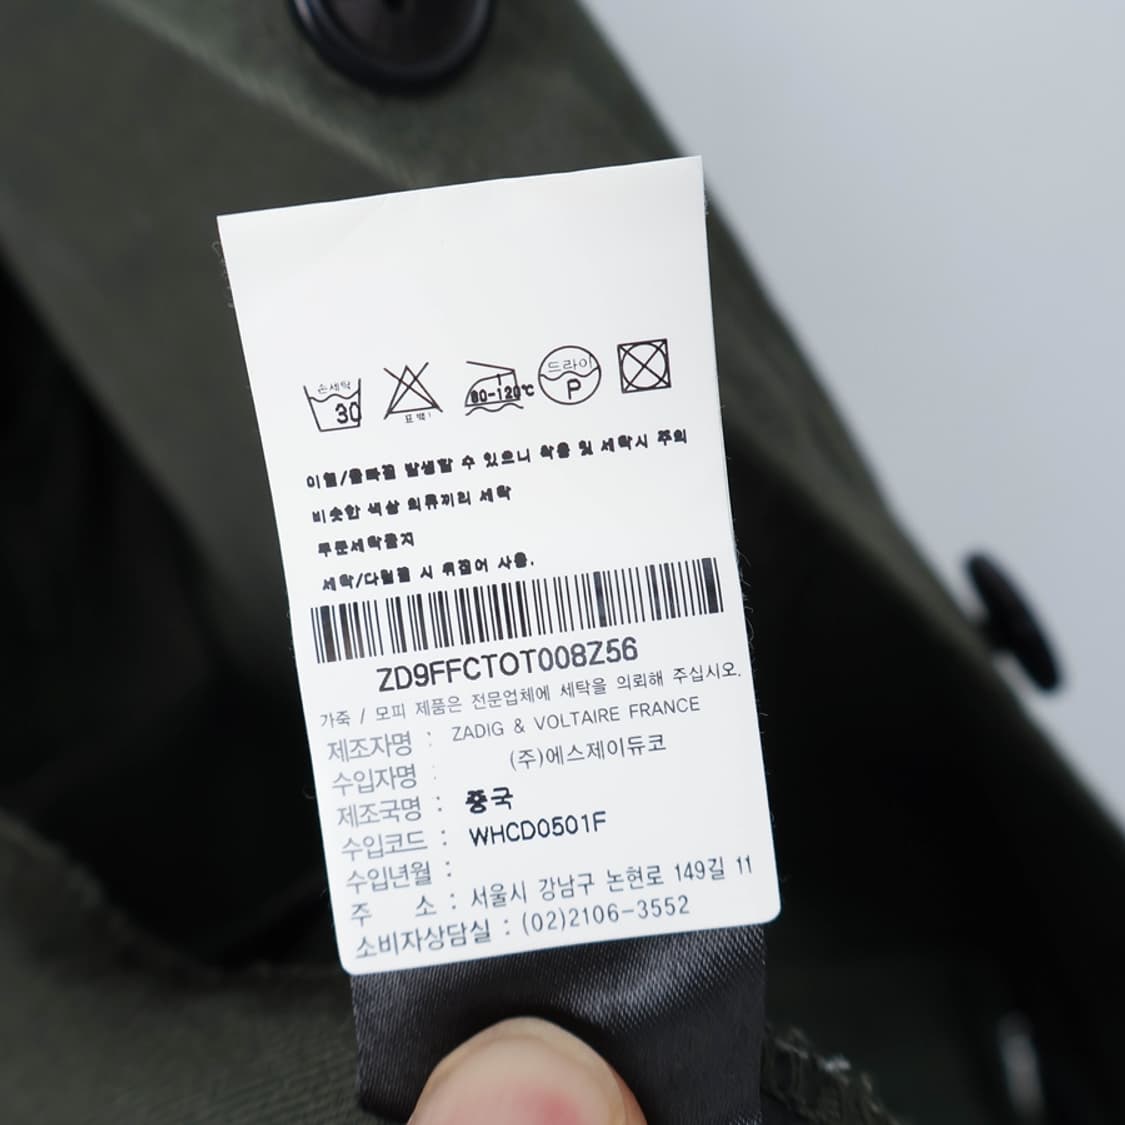 손세탁
30
표백
80-120℃
드라이
P
이염/올빠짐 발생할 수 있으니 착용 및 세탁시 주의
비슷한 색상 의류끼리 세탁
투툰세탁금지
세탁/다림질 시 뒤집어 사용.
ZD9FFCTOT008Z56
가죽 / 모피 제품은 전문업체에 세탁을 의뢰해 주십시오.
제조자명 : ZADIG & VOLTAIRE FRANCE
수입자명 : (주)에스제이듀코
제조국명 : 중국
수입코드 : WHCD0501F
수입년월 :
주 소 : 서울시 강남구 논현로 149길 11
소비자상담실 : (02)2106-3552